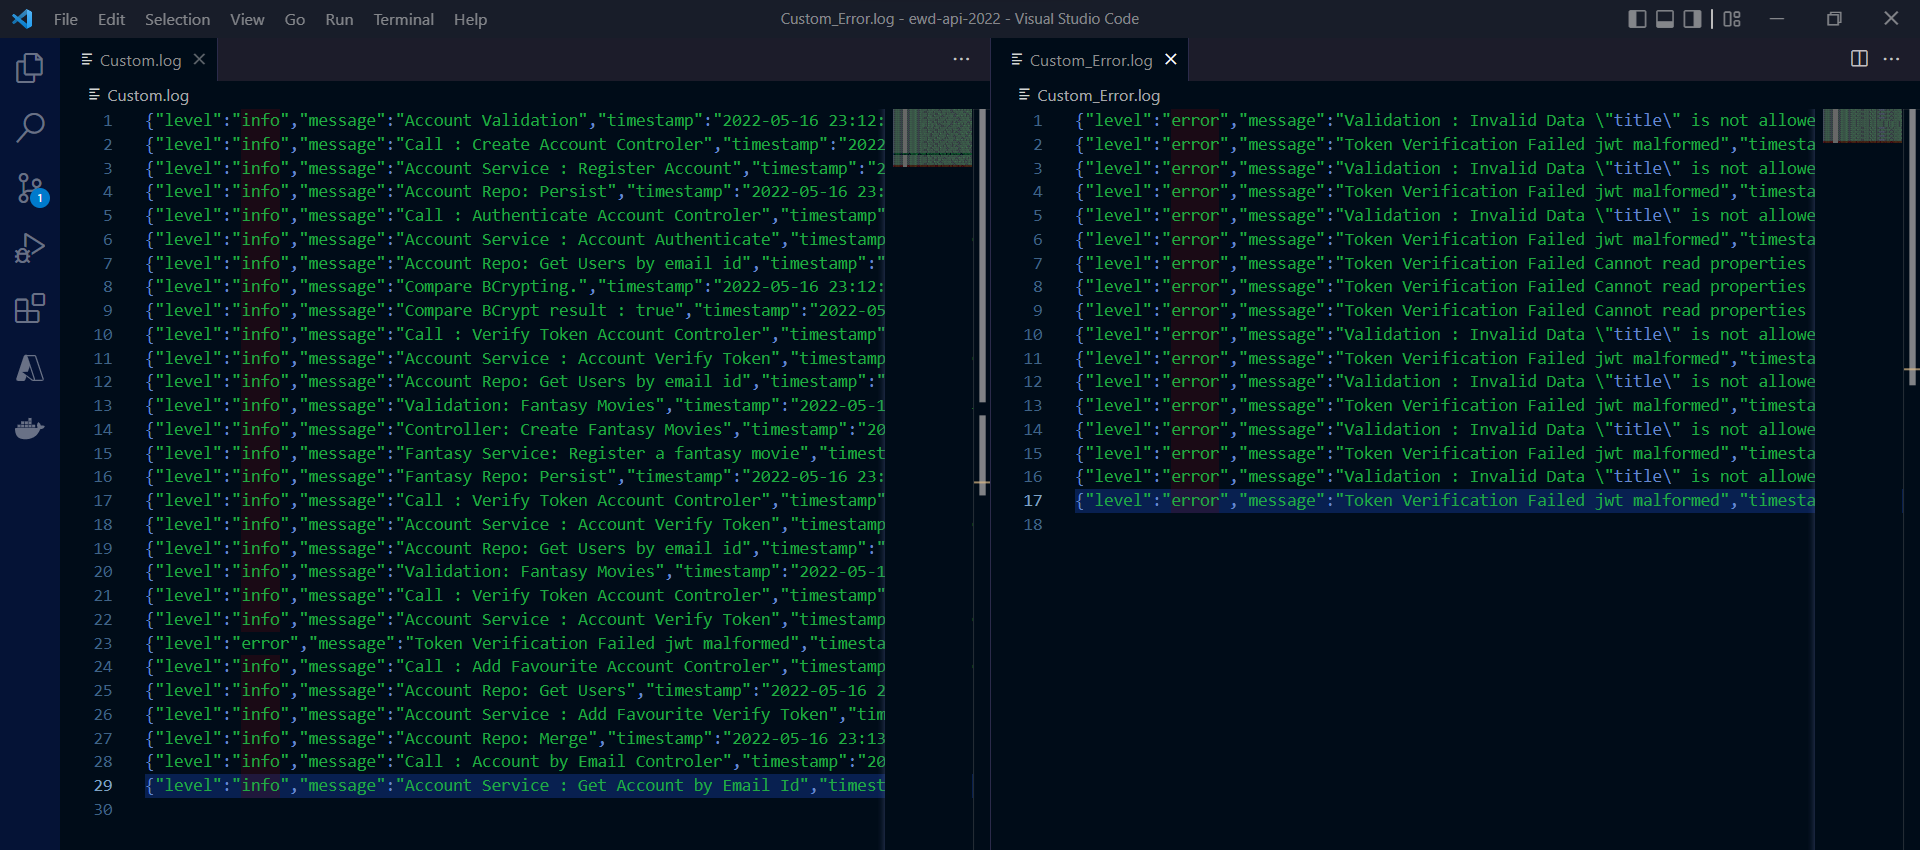 File Edit Selection View Go Run Terminal Help
Custom_Error.log - ewd-api-2022 - Visual Studio Code
Custom.log
Custom.log
1 {"level":"info","message":"Account Validation","timestamp":"2022-05-16 23:12:
2 {"level":"info","message":"Call : Create Account Controler","timestamp":"2022
3 {"level":"info","message":"Account Service : Register Account","timestamp":"2
4 {"level":"info","message":"Account Repo: Persist","timestamp":"2022-05-16 23:
5 {"level":"info","message":"Call : Authenticate Account Controler","timestamp"
6 {"level":"info","message":"Account Service : Account Authenticate","timestamp
7 {"level":"info","message":"Account Repo: Get Users by email id","timestamp":"
8 {"level":"info","message":"Compare BCrypting.","timestamp":"2022-05-16 23:12:
9 {"level":"info","message":"Compare BCrypt result : true","timestamp":"2022-05
10 {"level":"info","message":"Call : Verify Token Account Controler","timestamp"
11 {"level":"info","message":"Account Service : Account Verify Token","timestamp
12 {"level":"info","message":"Account Repo: Get Users by email id","timestamp":"
13 {"level":"info","message":"Validation: Fantasy Movies","timestamp":"2022-05-1
14 {"level":"info","message":"Controller: Create Fantasy Movies","timestamp":"20
15 {"level":"info","message":"Fantasy Service: Register a fantasy movie","timest
16 {"level":"info","message":"Fantasy Repo: Persist","timestamp":"2022-05-16 23:
17 {"level":"info","message":"Call : Verify Token Account Controler","timestamp"
18 {"level":"info","message":"Account Service : Account Verify Token","timestamp
19 {"level":"info","message":"Account Repo: Get Users by email id","timestamp":"
20 {"level":"info","message":"Validation: Fantasy Movies","timestamp":"2022-05-1
21 {"level":"info","message":"Call : Verify Token Account Controler","timestamp"
22 {"level":"info","message":"Account Service : Account Verify Token","timestamp
23 {"level":"error","message":"Token Verification Failed jwt malformed","timesta
24 {"level":"info","message":"Call : Add Favourite Account Controler","timestamp
25 {"level":"info","message":"Account Repo: Get Users","timestamp":"2022-05-16 2
26 {"level":"info","message":"Account Service : Add Favourite Verify Token","tim
27 {"level":"info","message":"Account Repo: Merge","timestamp":"2022-05-16 23:13
28 {"level":"info","message":"Call : Account by Email Controler","timestamp":"20
29 {"level":"info","message":"Account Service : Get Account by Email Id","timest
30
Custom_Error.log
Custom_Error.log
1 {"level":"error","message":"Validation : Invalid Data \"title\" is not allowe
2 {"level":"error","message":"Token Verification Failed jwt malformed","timesta
3 {"level":"error","message":"Validation : Invalid Data \"title\" is not allowe
4 {"level":"error","message":"Token Verification Failed jwt malformed","timesta
5 {"level":"error","message":"Validation : Invalid Data \"title\" is not allowe
6 {"level":"error","message":"Token Verification Failed jwt malformed","timesta
7 {"level":"error","message":"Token Verification Failed Cannot read properties
8 {"level":"error","message":"Token Verification Failed Cannot read properties
9 {"level":"error","message":"Token Verification Failed Cannot read properties
10 {"level":"error","message":"Validation : Invalid Data \"title\" is not allowe
11 {"level":"error","message":"Token Verification Failed jwt malformed","timesta
12 {"level":"error","message":"Validation : Invalid Data \"title\" is not allowe
13 {"level":"error","message":"Token Verification Failed jwt malformed","timesta
14 {"level":"error","message":"Validation : Invalid Data \"title\" is not allowe
15 {"level":"error","message":"Token Verification Failed jwt malformed","timesta
16 {"level":"error","message":"Validation : Invalid Data \"title\" is not allowe
17 {"level":"error","message":"Token Verification Failed jwt malformed","timesta
18
1